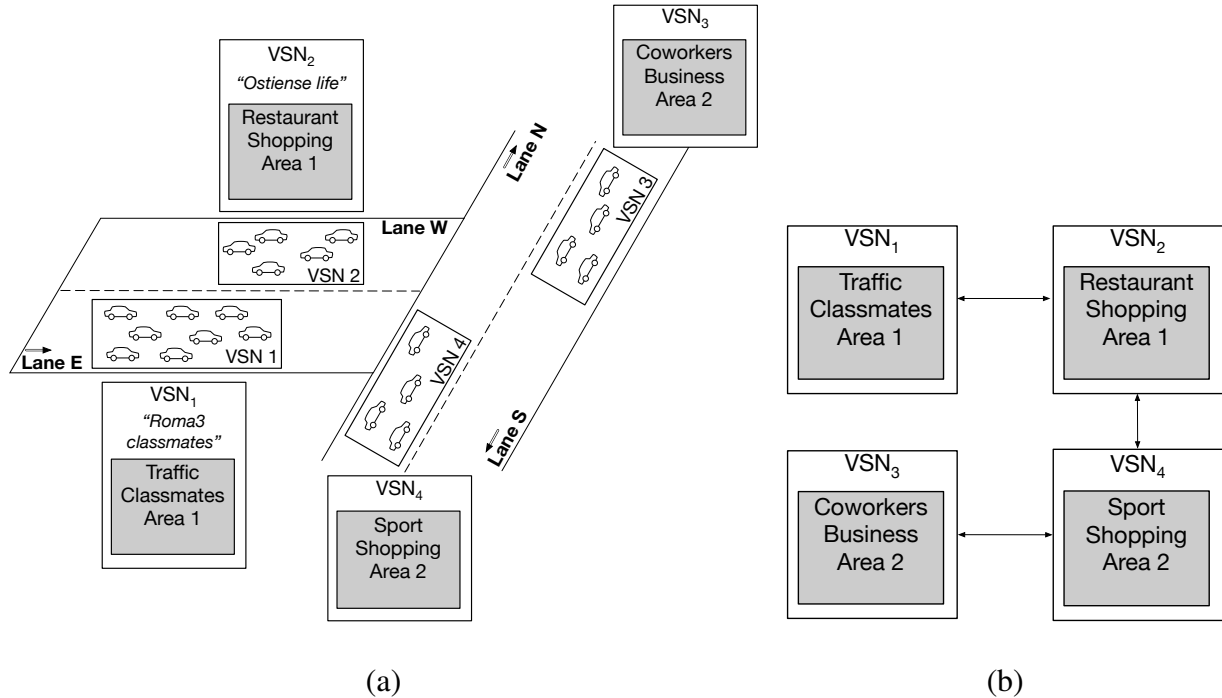 VSN₂
“Ostiense life”
Restaurant
Shopping
Area 1
VSN₃
Coworkers
Business
Area 2
Lane N
Lane W
VSN 2
VSN 3
VSN 1
Lane E
VSN 4
Lane S
VSN₁
“Roma3
classmates”
Traffic
Classmates
Area 1
VSN₄
Sport
Shopping
Area 2
(a)
VSN₁
Traffic
Classmates
Area 1
VSN₂
Restaurant
Shopping
Area 1
VSN₃
Coworkers
Business
Area 2
VSN₄
Sport
Shopping
Area 2
(b)